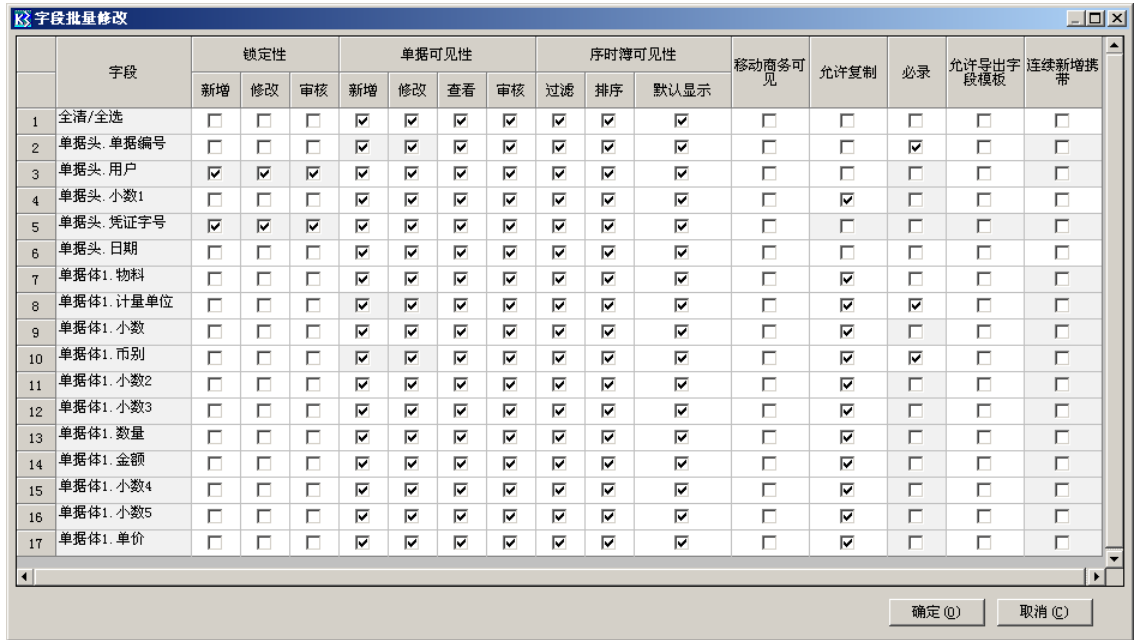 K3 字段批量修改
字段 锁定性 单据可见性 序时簿可见性 移动商务可见 允许复制 必录 允许导出字段模板 连续新增携带
新增 修改 审核 新增 修改 查看 审核 过滤 排序 默认显示
1 全清/全选
2 单据头.单据编号
3 单据头.用户
4 单据头.小数1
5 单据头.凭证字号
6 单据头.日期
7 单据体1.物料
8 单据体1.计量单位
9 单据体1.小数
10 单据体1.币别
11 单据体1.小数2
12 单据体1.小数3
13 单据体1.数量
14 单据体1.金额
15 单据体1.小数4
16 单据体1.小数5
17 单据体1.单价
确定(O) 取消(C)